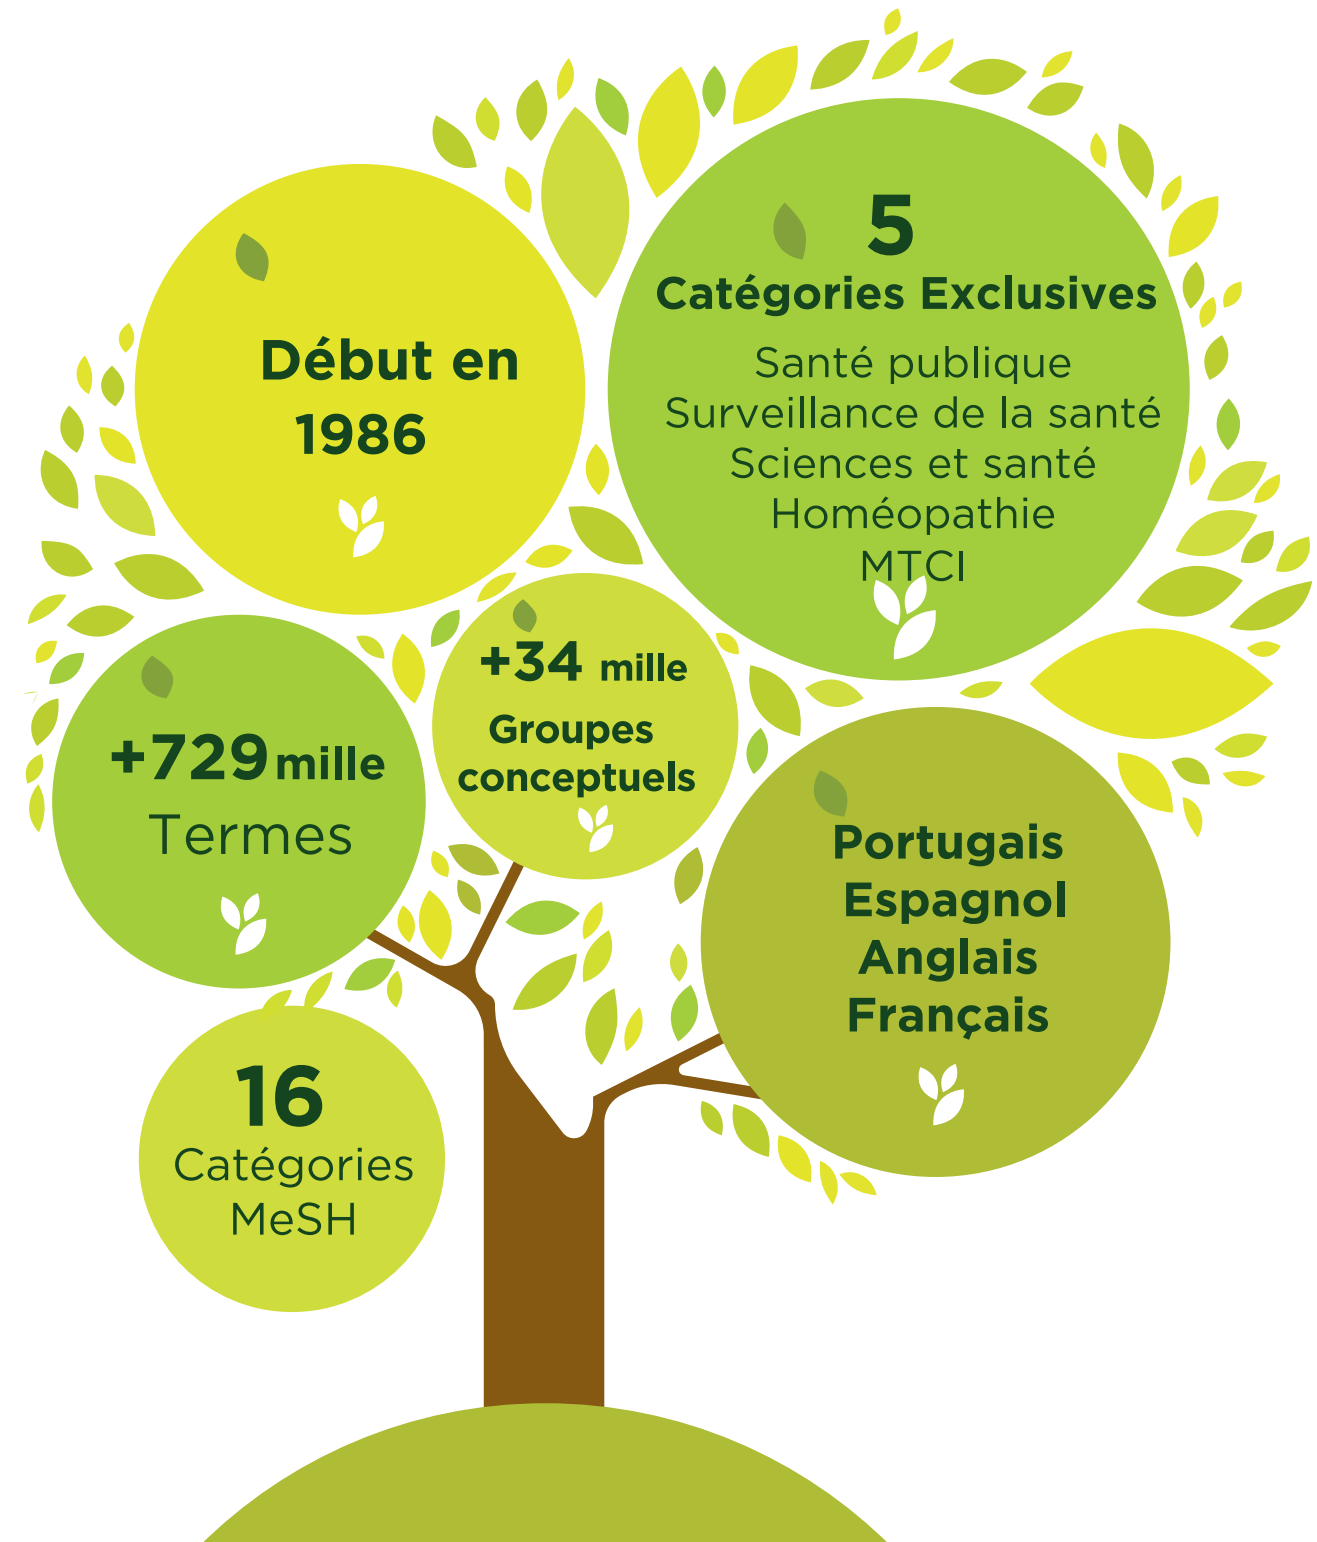 5
Catégories Exclusives
Santé publique
Surveillance de la santé
Sciences et santé
Homéopathie
MTCI
Début en
1986
+34 mille
Groupes
conceptuels
+729 mille
Termes
Portugais
Espagnol
Anglais
Français
16
Catégories
MeSH